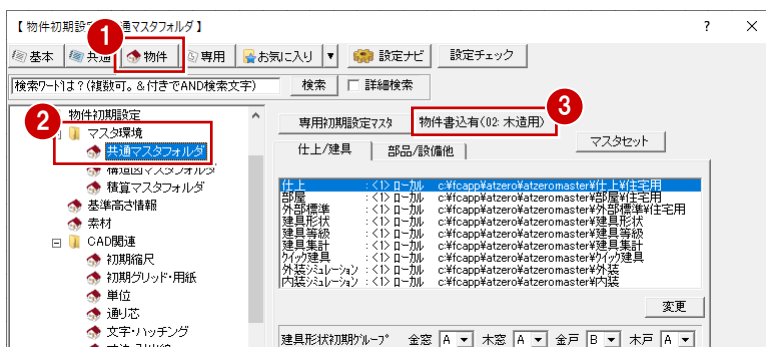 【 物件初期設 通マスタフォルダ 】 ? ×
1
基本 共通 物件 専用 お気に入り ▼ 設定ナビ 設定チェック
検索ワードは？(複数可。&付きでAND検索文字) 検索 詳細検索
物件初期設定
2
マスタ環境
共通マスタフォルダ
構造図マスタフォルダ
積算マスタフォルダ
基準高さ情報
素材
CAD関連
初期縮尺
初期グリッド・用紙
単位
通り芯
文字・ハッチング
専用初期設定マスタ 物件書込有(02: 木造用)
3
マスタセット
仕上/建具 部品/設備他
仕上 : <1> ローカル c:¥fcapp¥atzero¥atzeromaster¥仕上¥住宅用
部屋 : <1> ローカル c:¥fcapp¥atzero¥atzeromaster¥部屋¥住宅用
外部標準 : <1> ローカル c:¥fcapp¥atzero¥atzeromaster¥外部標準¥住宅用
建具形状 : <1> ローカル c:¥fcapp¥atzero¥atzeromaster¥建具形状
建具等級 : <1> ローカル c:¥fcapp¥atzero¥atzeromaster¥建具等級
建具集計 : <1> ローカル c:¥fcapp¥atzero¥atzeromaster¥建具集計
クイック建具 : <1> ローカル c:¥fcapp¥atzero¥atzeromaster¥クイック建具
外装シミュレーション : <1> ローカル c:¥fcapp¥atzero¥atzeromaster¥外装
内装シミュレーション : <1> ローカル c:¥fcapp¥atzero¥atzeromaster¥内装
変更
建具形状初期グループ 金窓 A 木窓 A 金戸 B 木戸 A